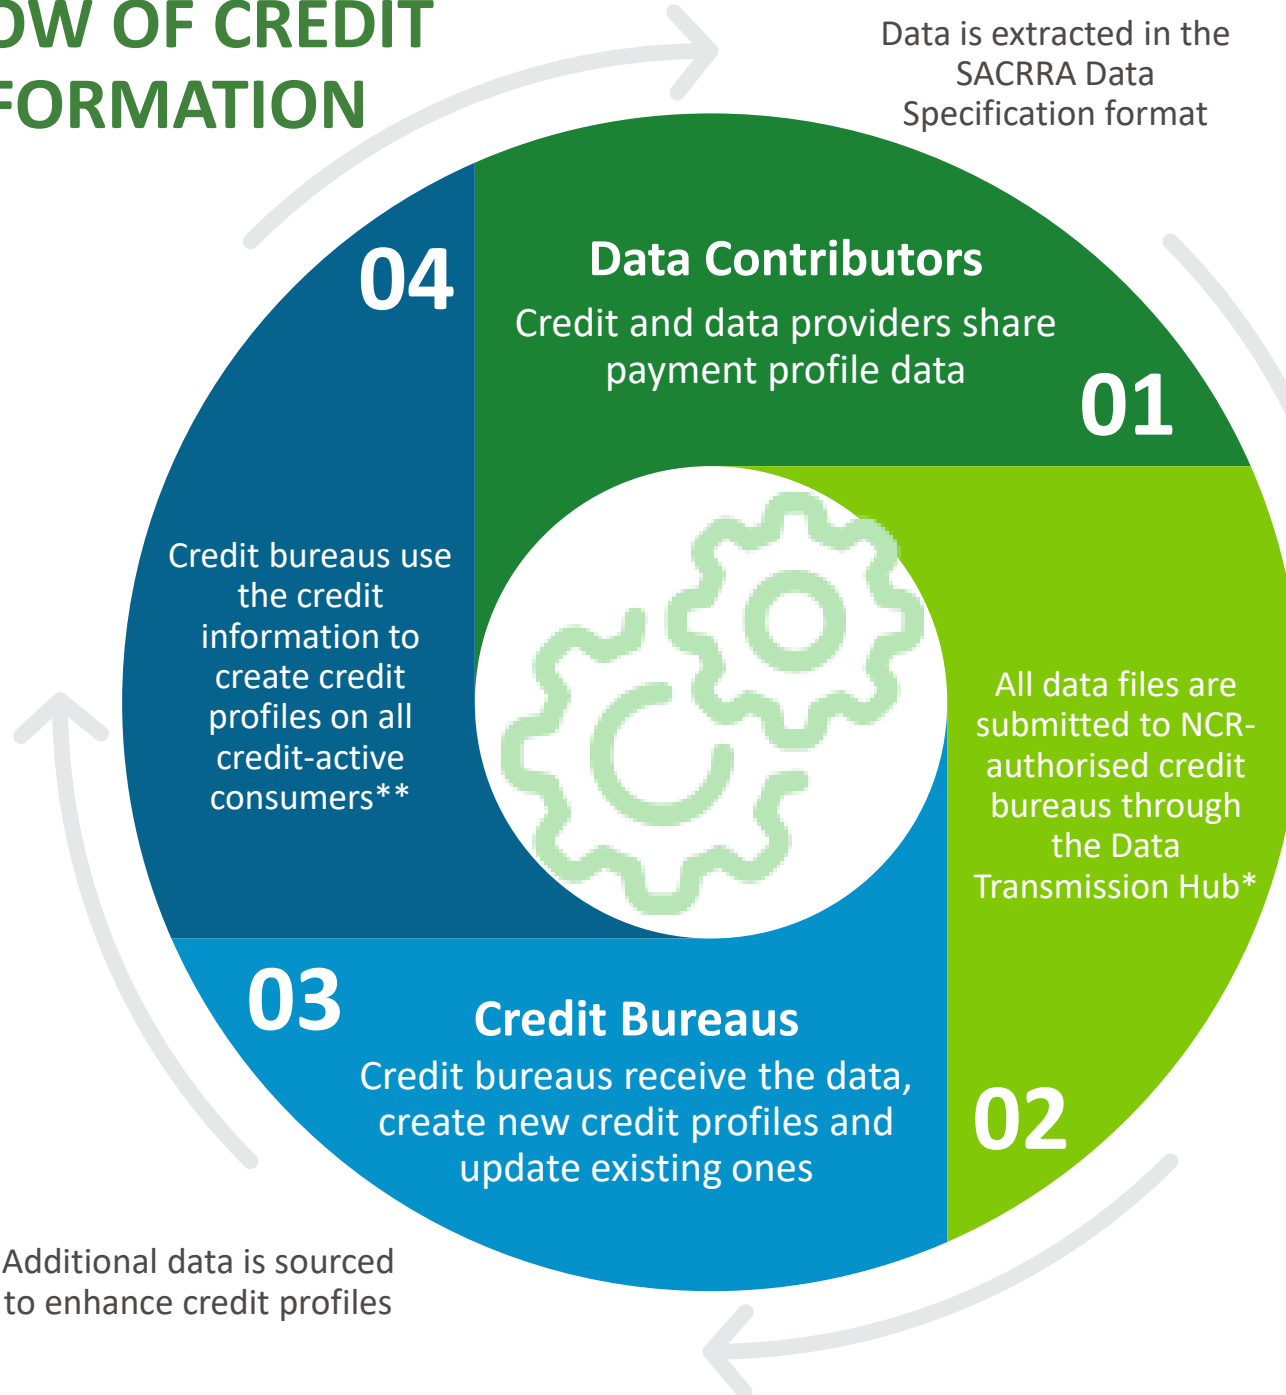 OW OF CREDIT
FORMATION
Data is extracted in the
SACRRA Data
Specification format
Data Contributors
Credit and data providers share
payment profile data
01
All data files are
submitted to NCR-
authorised credit
bureaus through
the Data
Transmission Hub*
02
03
Credit Bureaus
Credit bureaus receive the data,
create new credit profiles and
update existing ones
Additional data is sourced
to enhance credit profiles
04
Credit bureaus use
the credit
information to
create credit
profiles on all
credit-active
consumers**